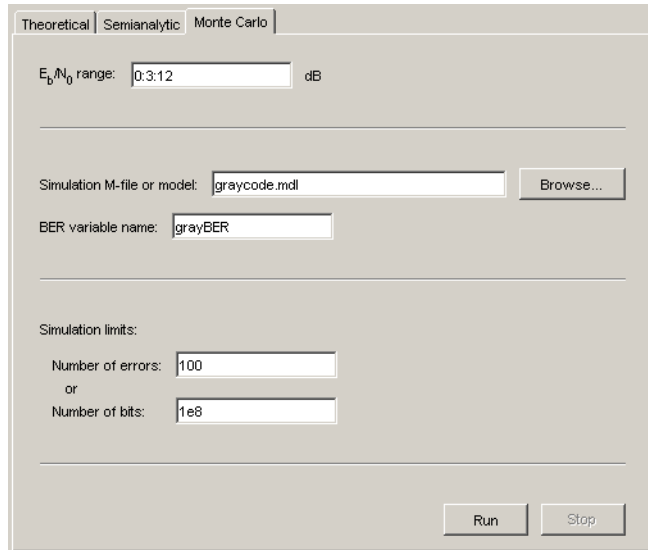 Theoretical Semianalytic Monte Carlo
Eb/N0 range: 0:3:12 dB
Simulation M-file or model: graycode.mdl Browse...
BER variable name: grayBER
Simulation limits:
Number of errors: 100
or
Number of bits: 1e8
Run Stop